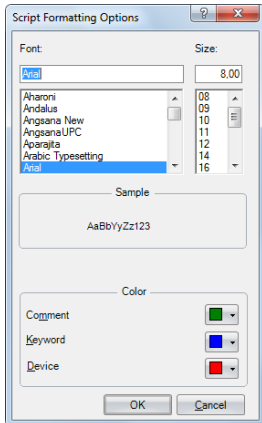 Script Formatting Options
Font: Size:
Arial 8,00
Aharoni 08
Andalus 09
Angsana New 10
AngsanaUPC 11
Aparajita 12
Arabic Typesetting 14
Arial 16
Sample
AaBbYyZz123
Color
Comment
Keyword
Device
OK Cancel